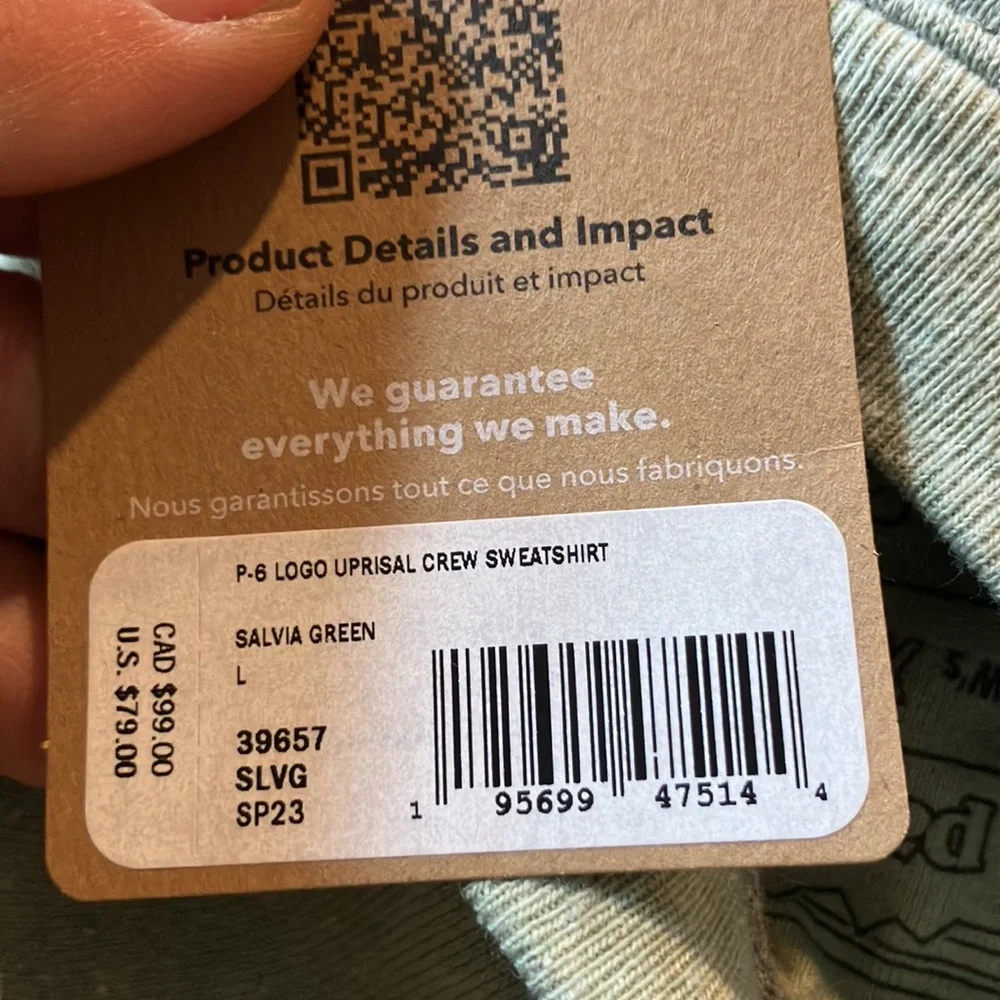 Product Details and Impact
Détails du produit et impact
We guarantee
everything we make.
Nous garantissons tout ce que nous fabriquons.
P-6 LOGO UPRISAL CREW SWEATSHIRT
SALVIA GREEN
L
39657
SLVG
SP23
CAD $99.00
U.S. $79.00
1 95699 47514 4